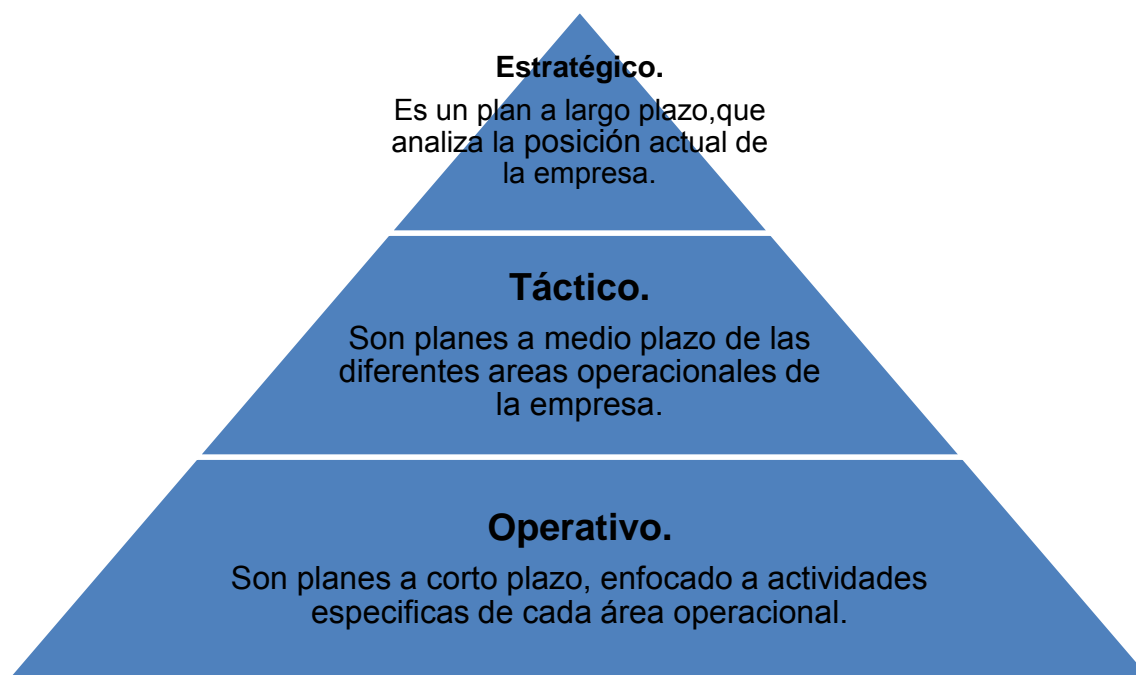 Estratégico.
Es un plan a largo plazo,que
analiza la posición actual de
la empresa.
Táctico.
Son planes a medio plazo de las
diferentes areas operacionales de
la empresa.
Operativo.
Son planes a corto plazo, enfocado a actividades
especificas de cada área operacional.